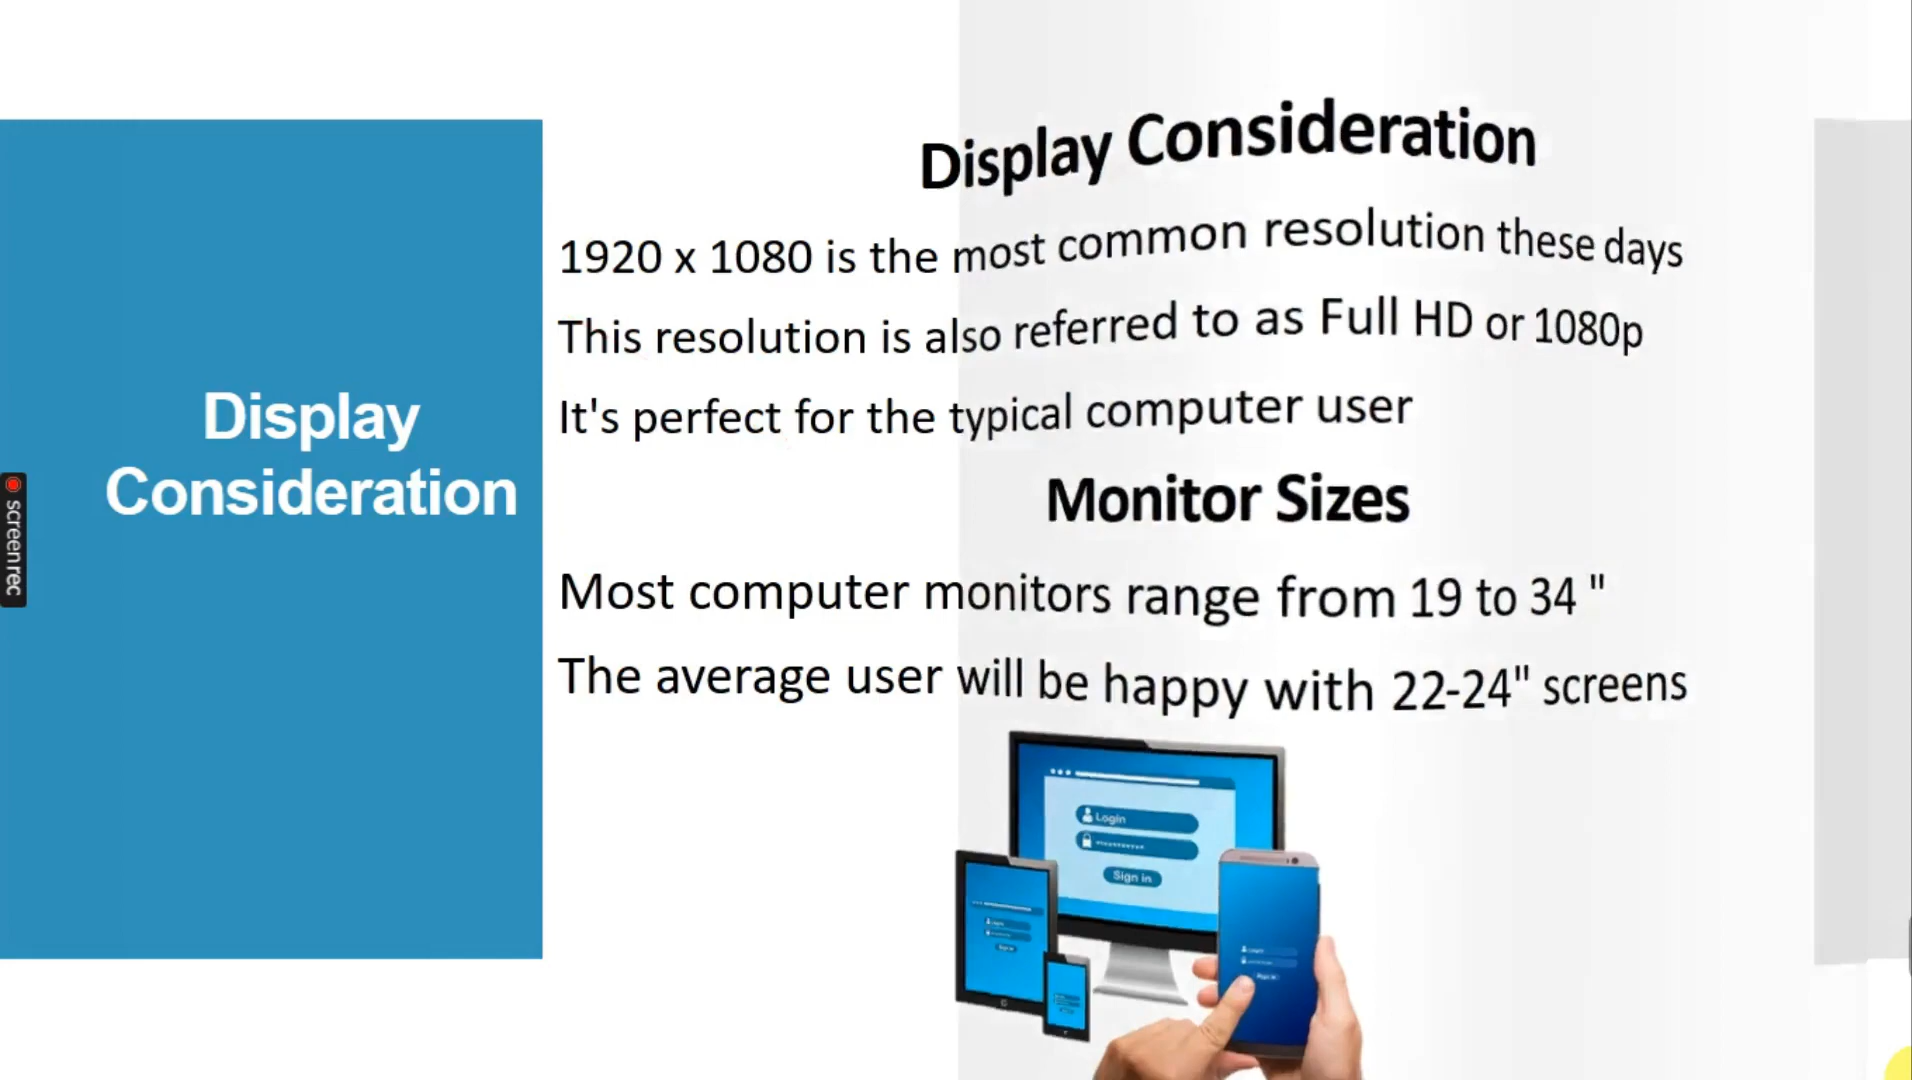 Display
Consideration
Display Consideration
1920 x 1080 is the most common resolution these days
This resolution is also referred to as Full HD or 1080p
It's perfect for the typical computer user
Monitor Sizes
Most computer monitors range from 19 to 34 "
The average user will be happy with 22-24" screens
screenrec
Login
Sign in